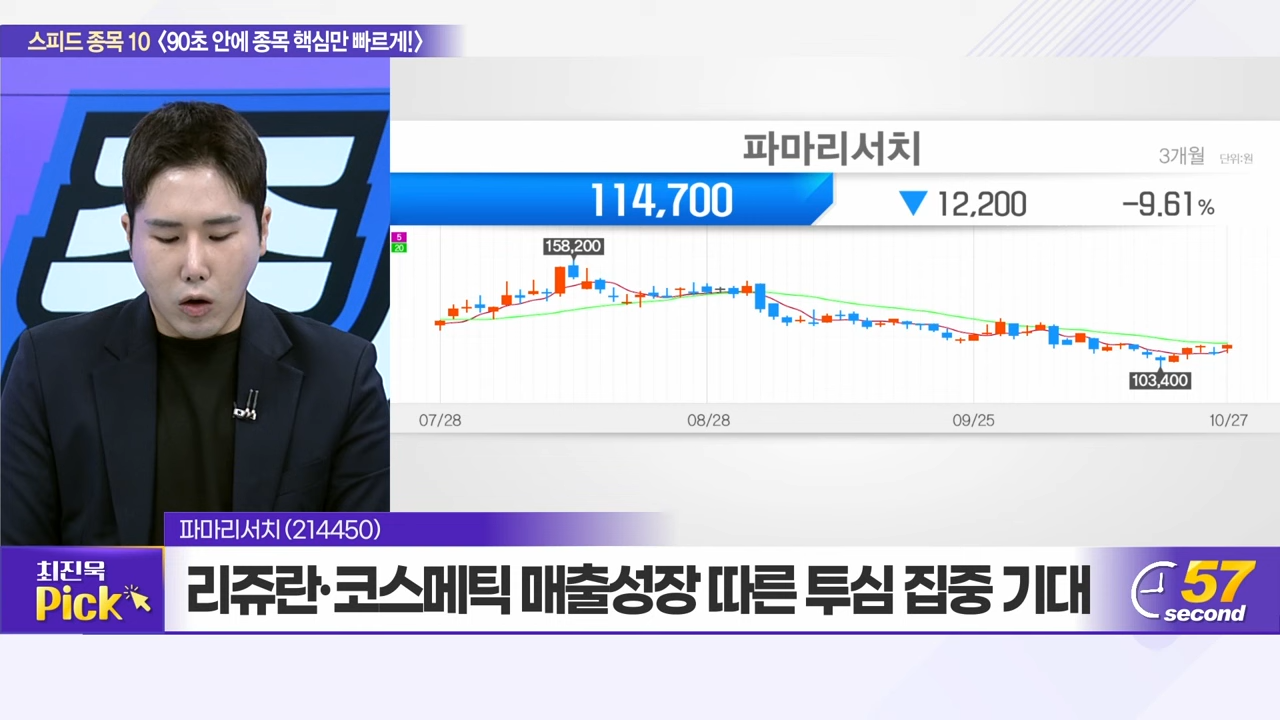 스피드 종목 10 〈90초 안에 종목 핵심만 빠르게!〉
파마리서치
3개월 단위:원
114,700 ▼ 12,200 -9.61%
5
20
158,200
103,400
07/28 08/28 09/25 10/27
파마리서치(214450)
최진욱
Pick
리쥬란·코스메틱 매출성장 따른 투심 집중 기대
57
second